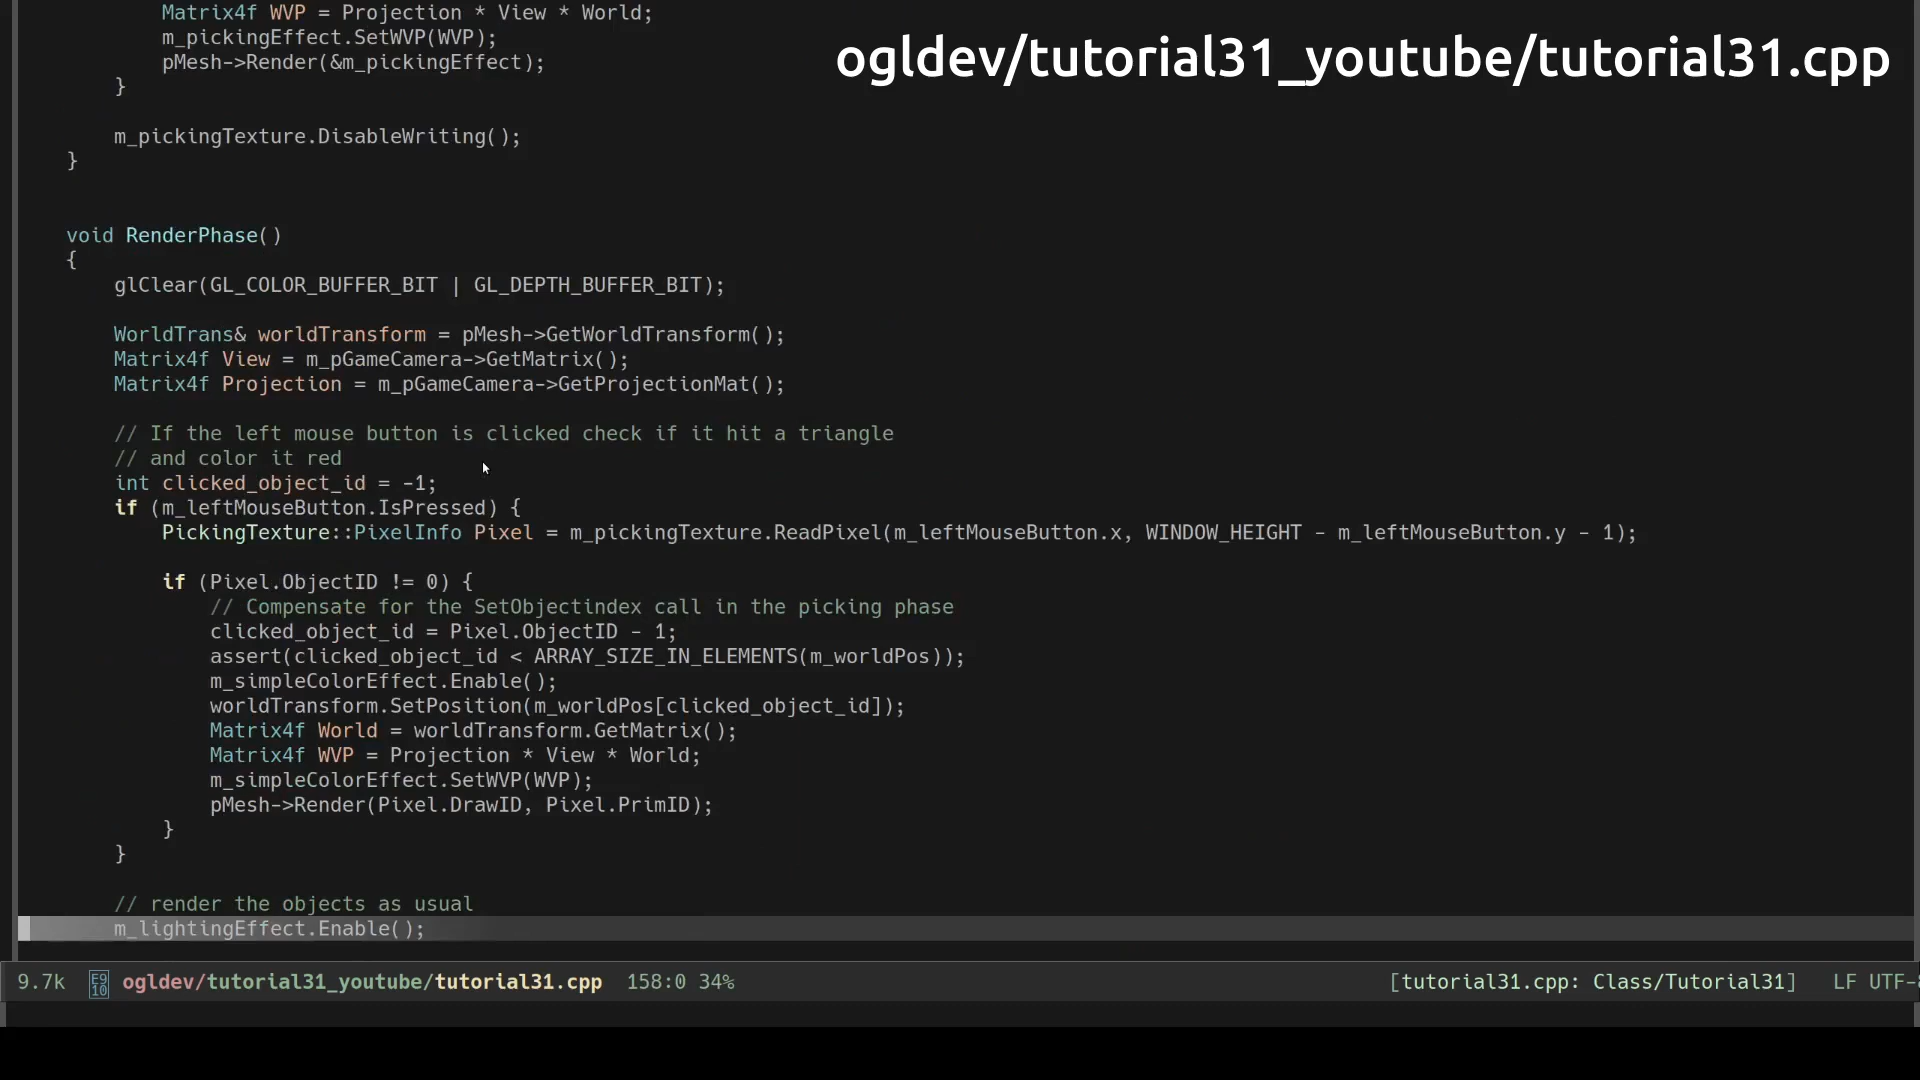 Matrix4f WVP = Projection * View * World;
m_pickingEffect.SetWVP(WVP);
ogldev/tutorial31_youtube/tutorial31.cpp
pMesh->Render(&m_pickingEffect);
}
m_pickingTexture.DisableWriting();
}
void RenderPhase()
{
glClear(GL_COLOR_BUFFER_BIT | GL_DEPTH_BUFFER_BIT);
WorldTrans& worldTransform = pMesh->GetWorldTransform();
Matrix4f View = m_pGameCamera->GetMatrix();
Matrix4f Projection = m_pGameCamera->GetProjectionMat();
// If the left mouse button is clicked check if it hit a triangle
// and color it red
int clicked_object_id = -1;
if (m_leftMouseButton.IsPressed) {
PickingTexture::PixelInfo Pixel = m_pickingTexture.ReadPixel(m_leftMouseButton.x, WINDOW_HEIGHT - m_leftMouseButton.y - 1);
if (Pixel.ObjectID != 0) {
// Compensate for the SetObjectindex call in the picking phase
clicked_object_id = Pixel.ObjectID - 1;
assert(clicked_object_id < ARRAY_SIZE_IN_ELEMENTS(m_worldPos));
m_simpleColorEffect.Enable();
worldTransform.SetPosition(m_worldPos[clicked_object_id]);
Matrix4f World = worldTransform.GetMatrix();
Matrix4f WVP = Projection * View * World;
m_simpleColorEffect.SetWVP(WVP);
pMesh->Render(Pixel.DrawID, Pixel.PrimID);
}
}
// render the objects as usual
m_lightingEffect.Enable();
9.7k E910 ogldev/tutorial31_youtube/tutorial31.cpp 158:0 34% [tutorial31.cpp: Class/Tutorial31] LF UTF-8